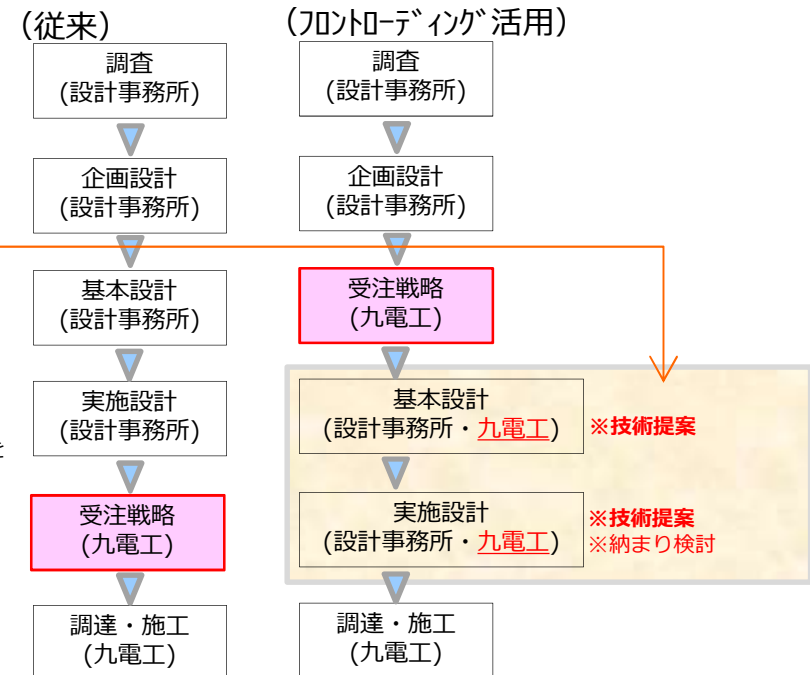 （従来）
調査
(設計事務所)
企画設計
(設計事務所)
基本設計
(設計事務所)
実施設計
(設計事務所)
受注戦略
(九電工)
調達・施工
(九電工)
（ﾌﾛﾝﾄﾛｰﾃﾞｨﾝｸﾞ活用）
調査
(設計事務所)
企画設計
(設計事務所)
受注戦略
(九電工)
基本設計
(設計事務所・九電工)
※技術提案
実施設計
(設計事務所・九電工)
※技術提案
※納まり検討
調達・施工
(九電工)